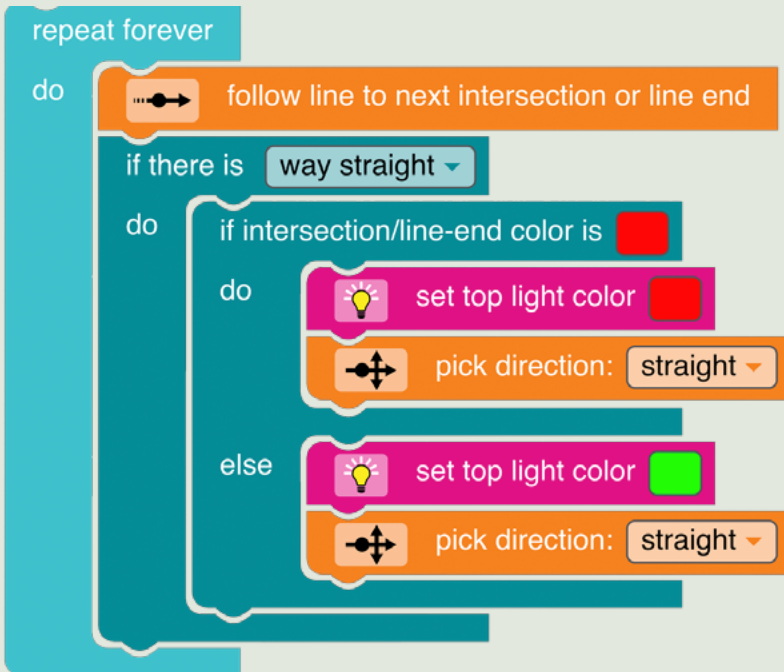 repeat forever
do
follow line to next intersection or line end
if there is way straight
do
if intersection/line-end color is
do
set top light color
pick direction: straight
else
set top light color
pick direction: straight